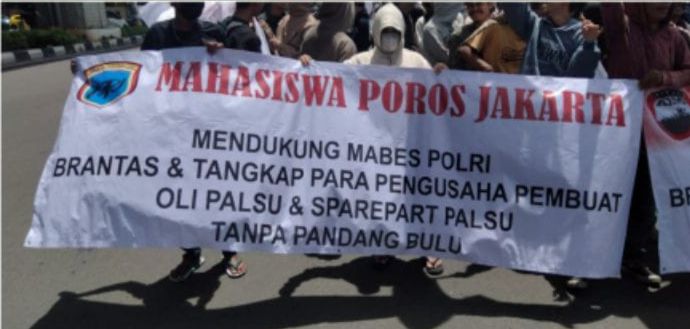 MAHASISWA POROS JAKARTA
MENDUKUNG MABES POLRI
BRANTAS & TANGKAP PARA PENGUSAHA PEMBUAT
OLI PALSU & SPAREPART PALSU
TANPA PANDANG BULU